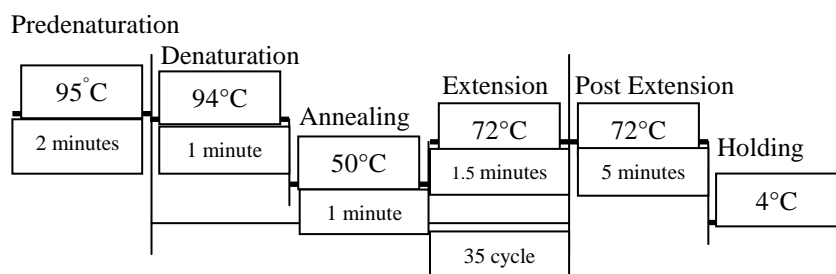 Predenaturation
Denaturation
Extension
Post Extension
95°C
94°C
72°C
72°C
Annealing
2 minutes
1 minute
1.5 minutes
5 minutes
Holding
50°C
4°C
1 minute
35 cycle